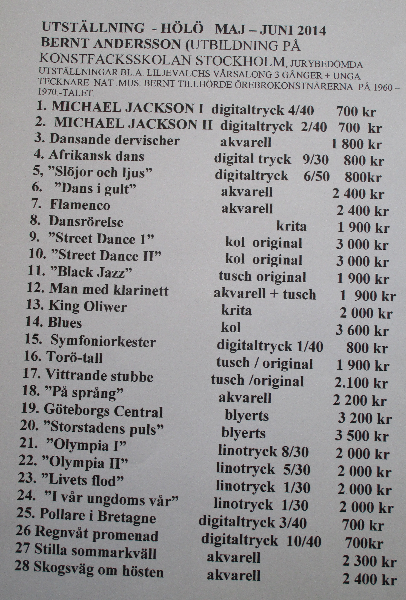 UTSTÄLLNING - HÖLÖ MAJ – JUNI 2014
BERNT ANDERSSON (UTBILDNING PÅ
KONSTFACKSSKOLAN STOCKHOLM, JURYBEDÖMDA
UTSTÄLLNINGAR BL.A. LILJEVALCHS VÅRSALONG 3 GÅNGER + UNGA
TECKNARE NAT MUS BERNT TILLHÖRDE ÖREBROKONSTNÄRERNA PÅ 1960 –
1970 -TALET
1. MICHAEL JACKSON I digitaltryck 4/40 700 kr
2. MICHAEL JACKSON II digitaltryck 2/40 700 kr
3. Dansande dervischer akvarell 1 800 kr
4. Afrikansk dans digital tryck 9/30 800 kr
5, ”Slöjor och ljus” digitaltryck 6/50 800kr
6. ”Dans i gult” akvarell 2 400 kr
7. Flamenco akvarell 2 400 kr
8. Dansrörelse krita 1 900 kr
9. ”Street Dance 1” kol original 3 000 kr
10. ”Street Dance II” kol original 3 000 kr
11. ”Black Jazz” tusch original 1 900 kr
12. Man med klarinett akvarell + tusch 1 900 kr
13. King Oliwer krita 2 000 kr
14. Blues kol 3 600 kr
15. Symfoniorkester digitaltryck 1/40 800 kr
16. Torö-tall tusch / original 1 900 kr
17. Vittrande stubbe tusch /original 2.100 kr
18. ”På språng” akvarell 2 200 kr
19. Göteborgs Central blyerts 3 200 kr
20. ”Storstadens puls” blyerts 3 500 kr
21. ”Olympia I” linotryck 8/30 2 000 kr
22. ”Olympia II” linotryck 5/30 2 000 kr
23. ”Livets flod” linotryck 1/30 2 000 kr
24. ”I vår ungdoms vår” linotryck 1/30 2 000 kr
25. Pollare i Bretagne digitaltryck 3/40 700 kr
26 Regnvåt promenad digitaltryck 10/40 700kr
27 Stilla sommarkväll akvarell 2 300 kr
28 Skogsväg om hösten akvarell 2 400 kr